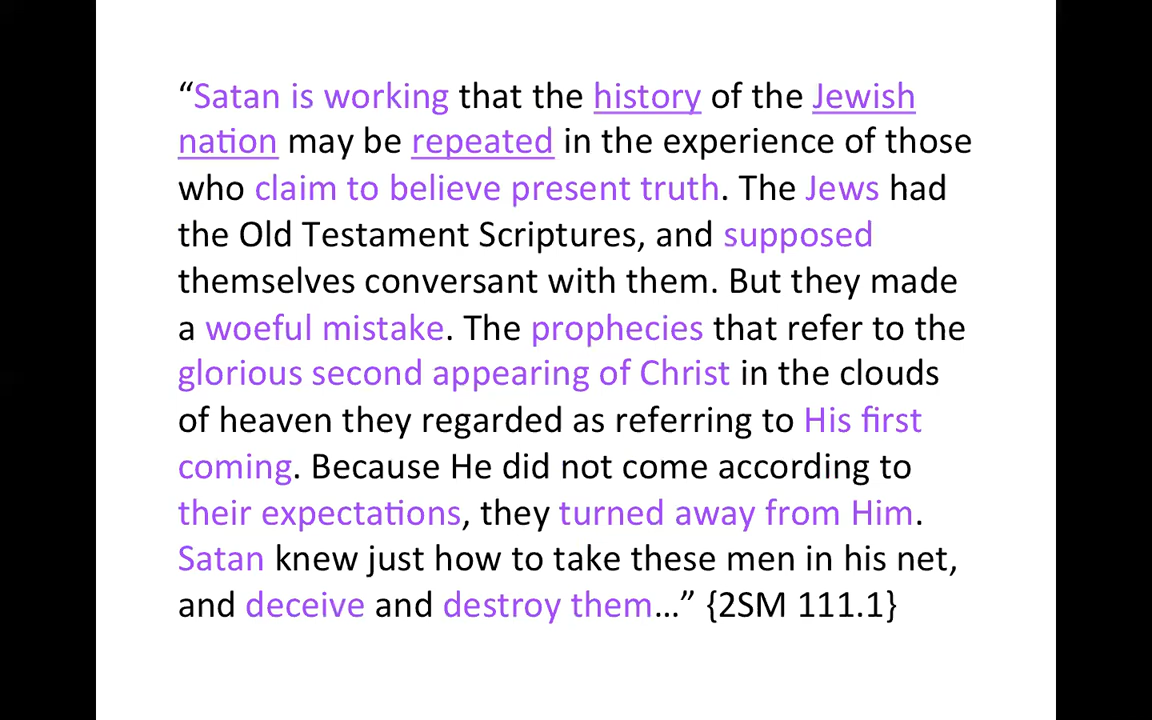 “Satan is working that the history of the Jewish
nation may be repeated in the experience of those
who claim to believe present truth. The Jews had
the Old Testament Scriptures, and supposed
themselves conversant with them. But they made
a woeful mistake. The prophecies that refer to the
glorious second appearing of Christ in the clouds
of heaven they regarded as referring to His first
coming. Because He did not come according to
their expectations, they turned away from Him.
Satan knew just how to take these men in his net,
and deceive and destroy them…” {2SM 111.1}